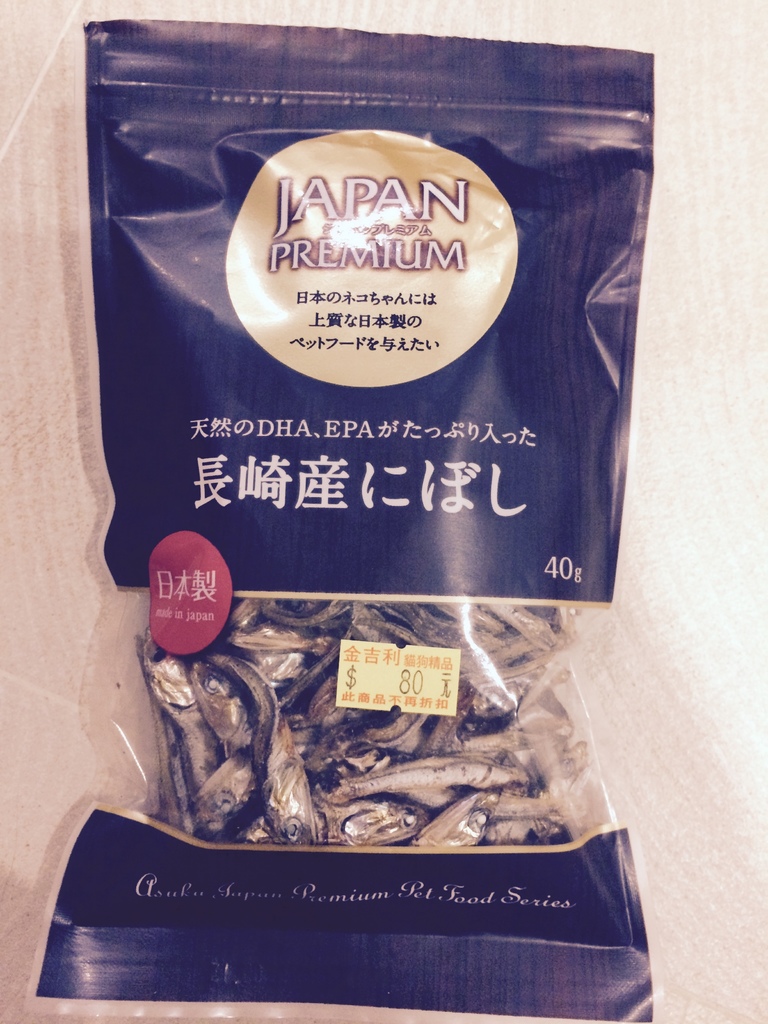 JAPAN
ジャパンプレミアム
PREMIUM
日本のネコちゃんには
上質な日本製の
ペットフードを与えたい
天然のDHA、EPAがたっぷり入った
長崎産にぼし
40g
日本製
made in japan
金吉利 貓狗精品
$ 80 元
此商品不再折扣
Asuku Japan Premium Pet Food Series